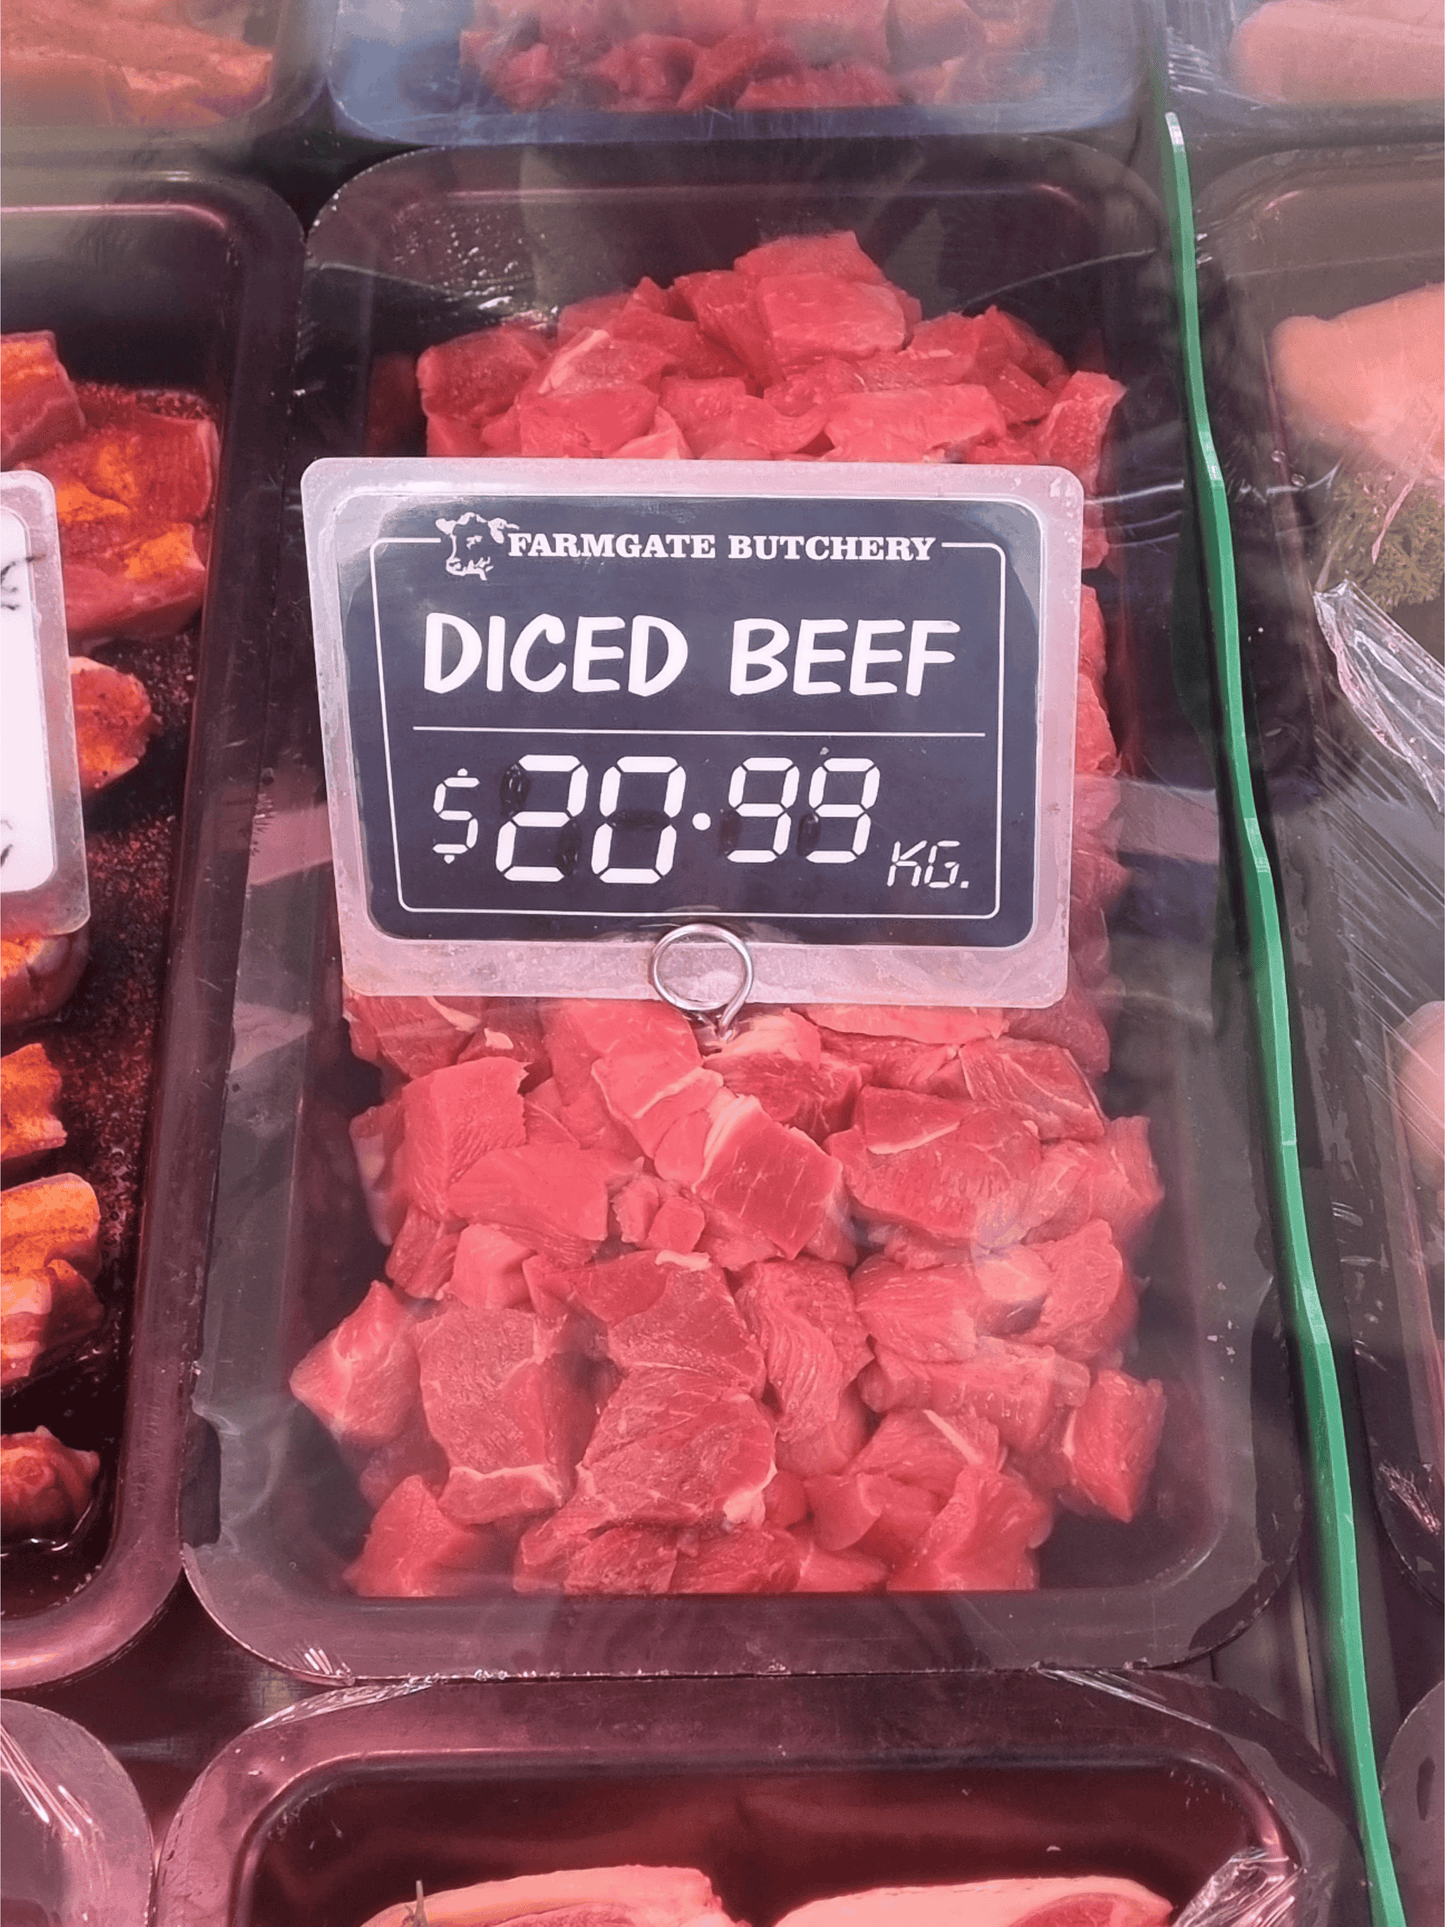 FARMGATE BUTCHERY
DICED BEEF
$20.99 KG.